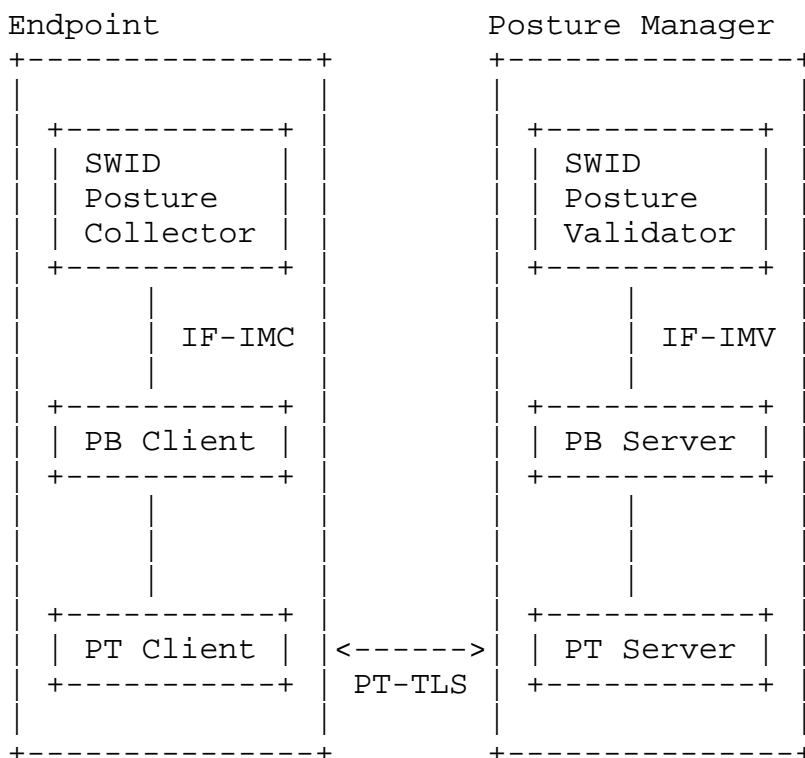 Endpoint Posture Manager
SWID SWID
Posture Posture
Collector Validator
IF-IMC IF-IMV
PB Client PB Server
PT Client <------> PT Server
PT-TLS